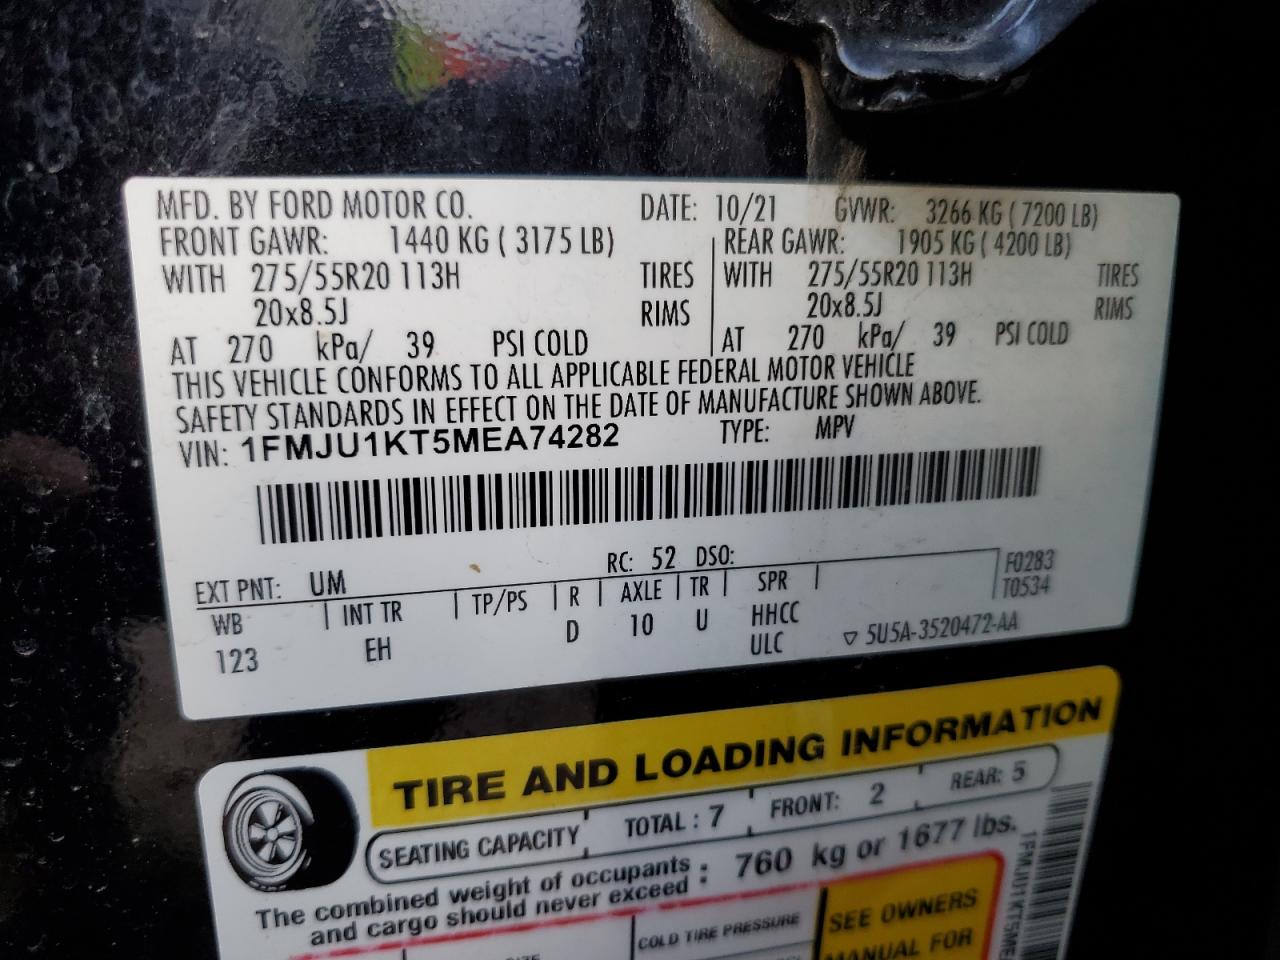 MFD. BY FORD MOTOR CO. DATE: 10/21 GVWR: 3266 KG ( 7200 LB)
FRONT GAWR: 1440 KG ( 3175 LB) REAR GAWR: 1905 KG ( 4200 LB)
WITH 275/55R20 113H TIRES WITH 275/55R20 113H TIRES
20x8.5J RIMS 20x8.5J RIMS
AT 270 kPa/ 39 PSI COLD AT 270 kPa/ 39 PSI COLD
THIS VEHICLE CONFORMS TO ALL APPLICABLE FEDERAL MOTOR VEHICLE
SAFETY STANDARDS IN EFFECT ON THE DATE OF MANUFACTURE SHOWN ABOVE.
VIN: 1FMJU1KT5MEA74282 TYPE: MPV
EXT PNT: UM RC: 52 DSO: F0283
WB INT TR TP/PS R AXLE TR SPR T0534
123 EH D 10 U HHCC
ULC ▽ 5U5A-3520472-AA
TIRE AND LOADING INFORMATION
SEATING CAPACITY TOTAL : 7 FRONT: 2 REAR: 5
The combined weight of occupants
and cargo should never exceed : 760 kg or 1677 lbs.
COLD TIRE PRESSURE
SEE OWNERS
MANUAL FOR